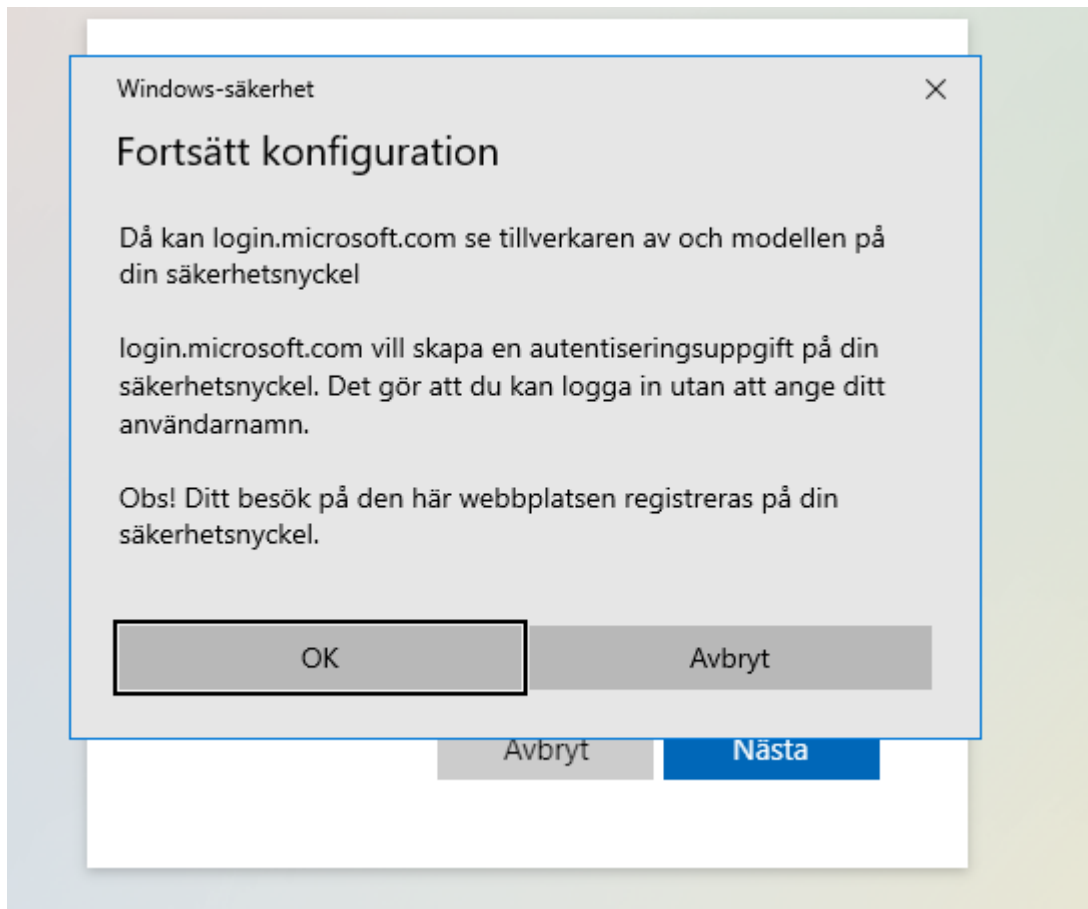 Windows-säkerhet
Fortsätt konfiguration
Då kan login.microsoft.com se tillverkaren av och modellen på
din säkerhetsnyckel
login.microsoft.com vill skapa en autentiseringsuppgift på din
säkerhetsnyckel. Det gör att du kan logga in utan att ange ditt
användarnamn.
Obs! Ditt besök på den här webbplatsen registreras på din
säkerhetsnyckel.
OK
Avbryt
Avbryt
Nästa